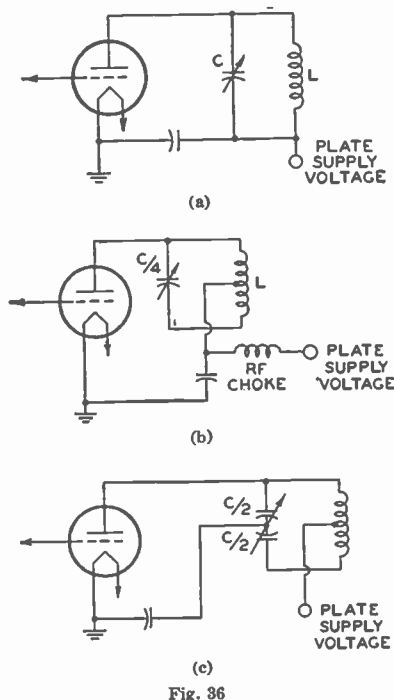 C
L
PLATE
SUPPLY
VOLTAGE
(a)
C/4
L
RF
CHOKE
PLATE
SUPPLY
VOLTAGE
(b)
C/2
C/2
PLATE
SUPPLY
VOLTAGE
(c)
Fig. 36